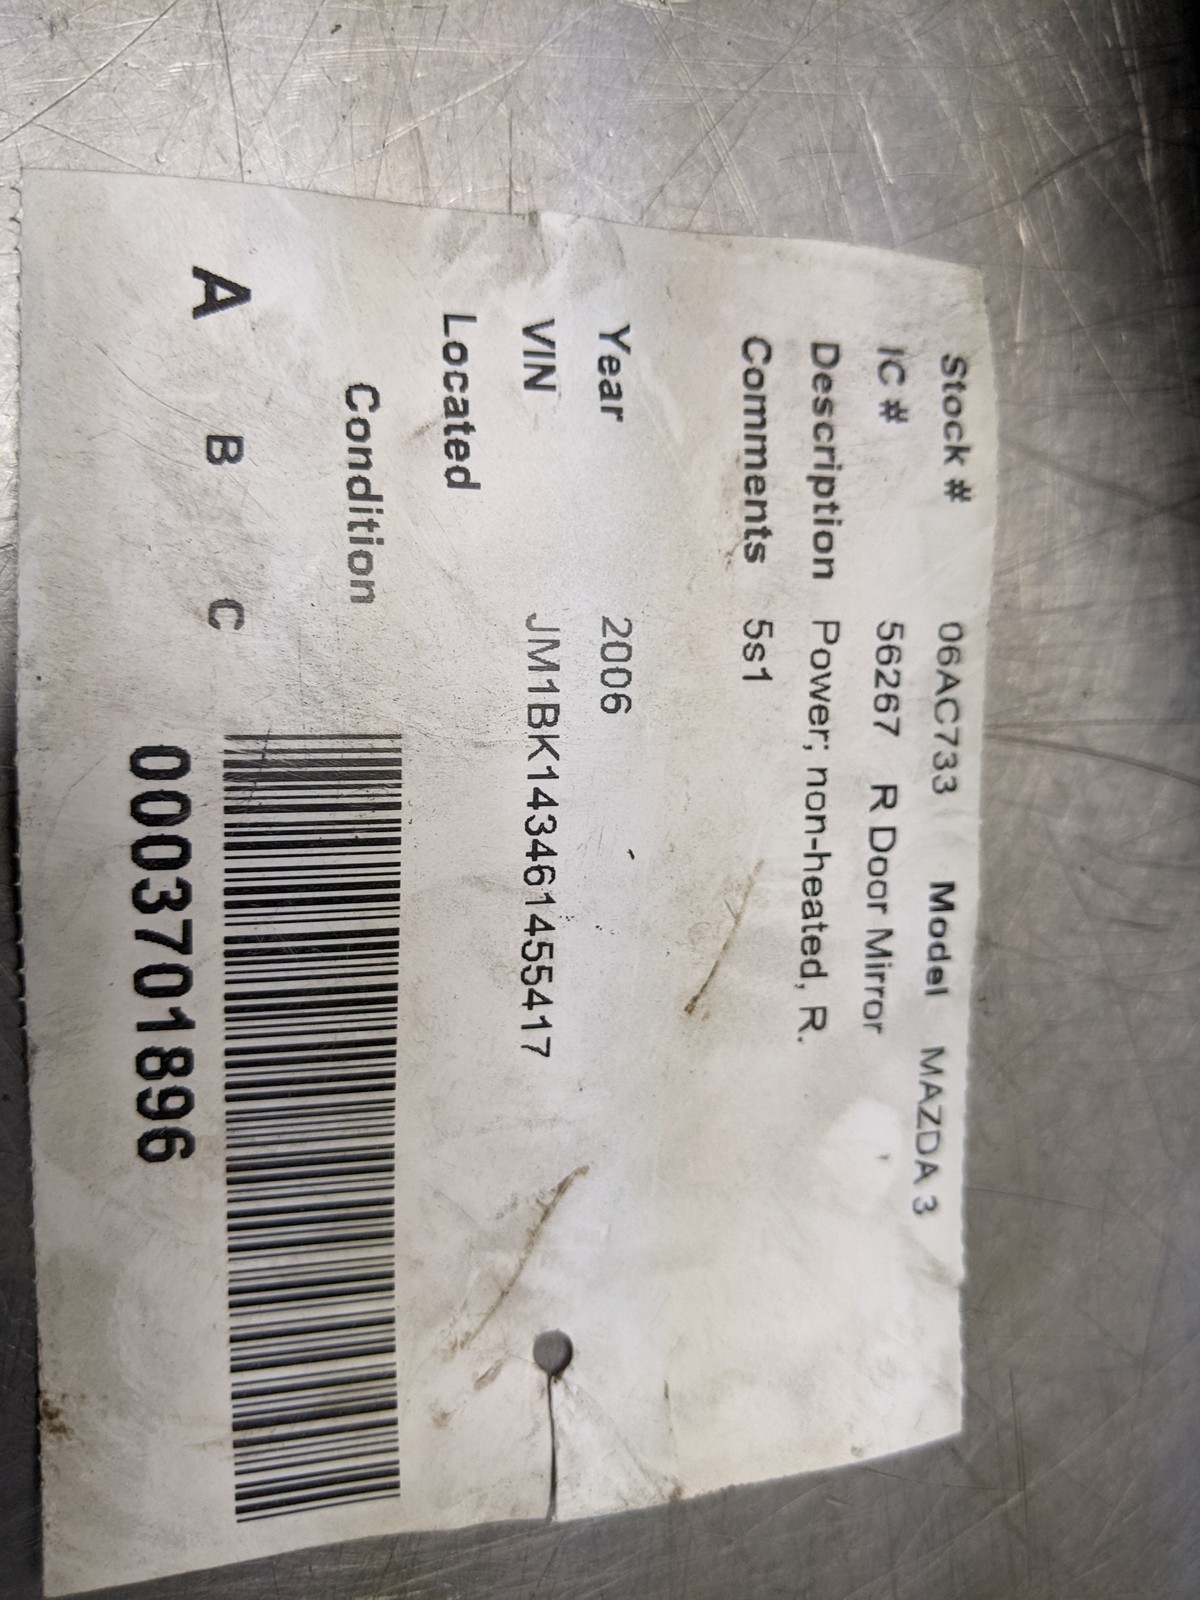 Stock # 06AC733 Model MAZDA 3
IC # 56267 R Door Mirror
Description Power; non-heated, R.
Comments 5s1
Year 2006
VIN JM1BK143461455417
Located
Condition
A B C
0003701896